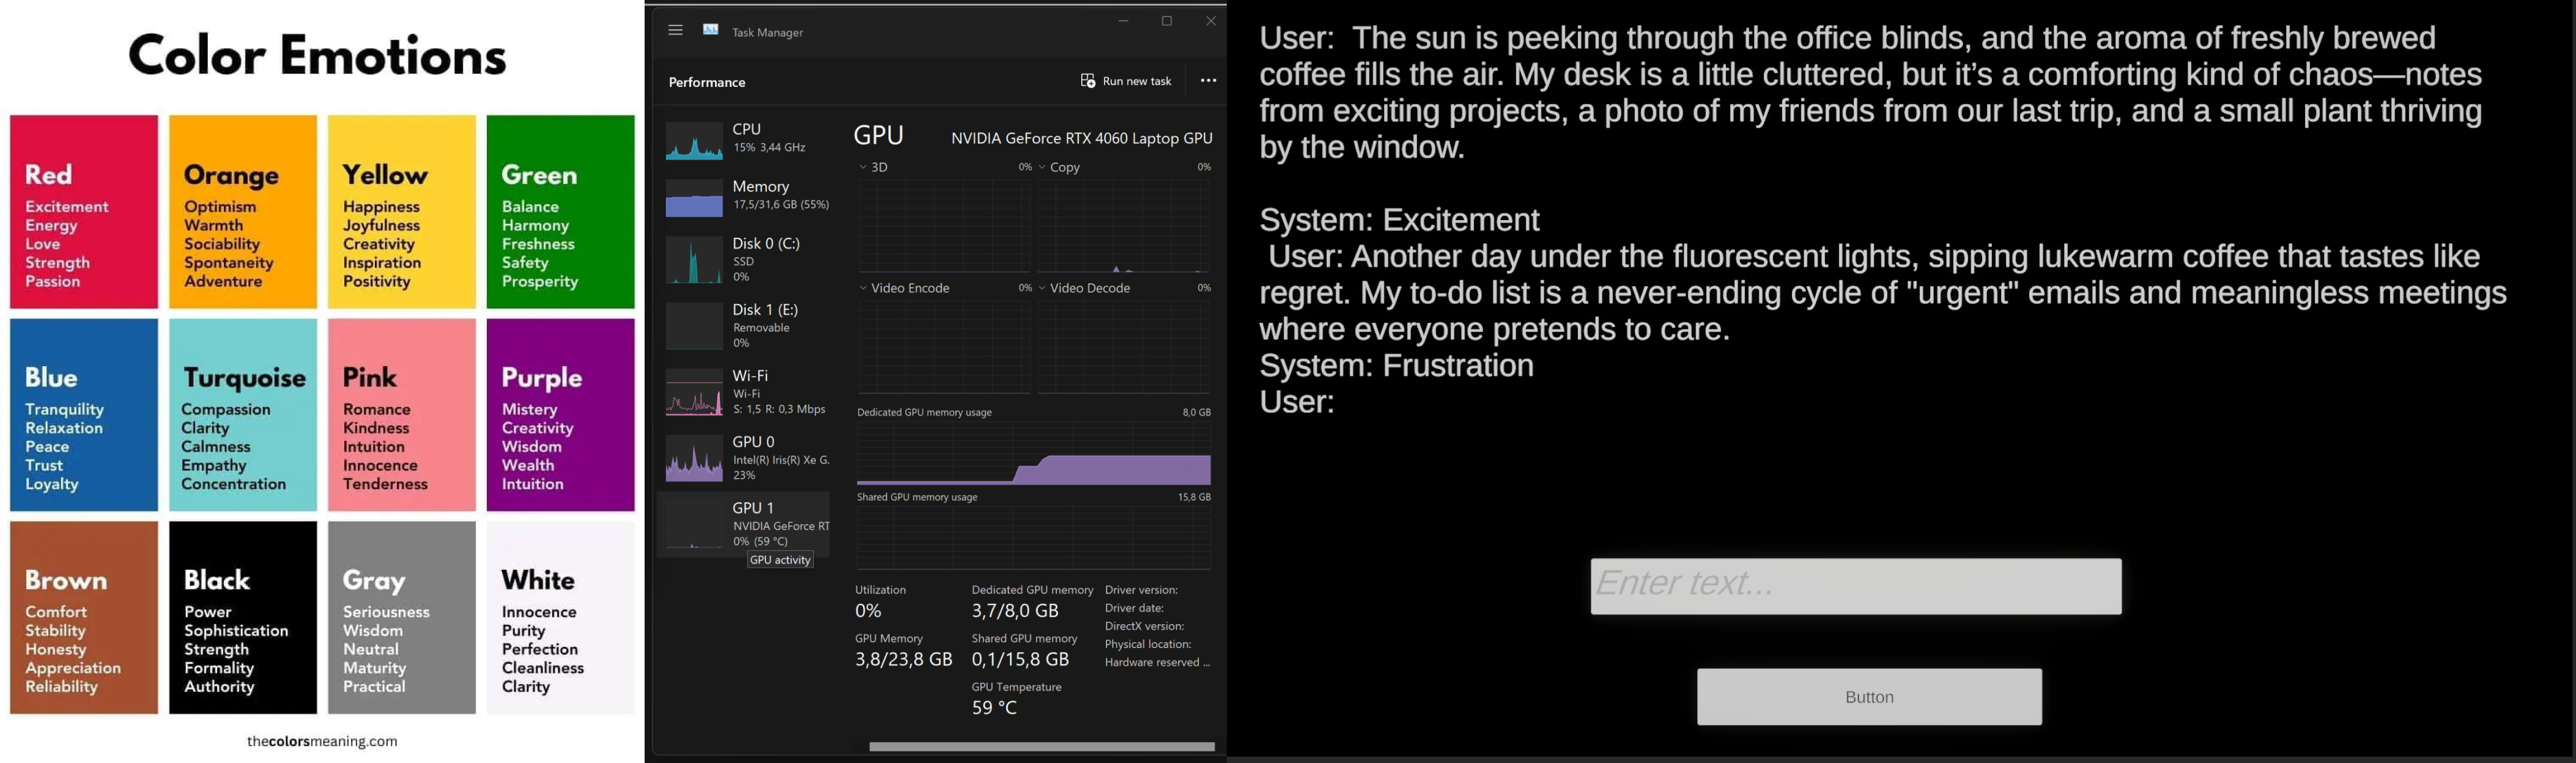 Color Emotions
Red
Excitement
Energy
Love
Strength
Passion
Orange
Optimism
Warmth
Sociability
Spontaneity
Adventure
Yellow
Happiness
Joyfulness
Creativity
Inspiration
Positivity
Green
Balance
Harmony
Freshness
Safety
Prosperity
Blue
Tranquility
Relaxation
Peace
Trust
Loyalty
Turquoise
Compassion
Clarity
Calmness
Empathy
Concentration
Pink
Romance
Kindness
Intuition
Innocence
Tenderness
Purple
Mistery
Creativity
Wisdom
Wealth
Intuition
Brown
Comfort
Stability
Honesty
Appreciation
Reliability
Black
Power
Sophistication
Strength
Formality
Authority
Gray
Seriousness
Wisdom
Neutral
Maturity
Practical
White
Innocence
Purity
Perfection
Cleanliness
Clarity
thecolorsmeaning.com
Task Manager
Performance
Run new task
CPU
15% 3,44 GHz
Memory
17,5/31,6 GB (55%)
Disk 0 (C:)
SSD
0%
Disk 1 (E:)
Removable
0%
Wi-Fi
Wi-Fi
S: 1,5 R: 0,3 Mbps
GPU 0
Intel(R) Iris(R) Xe G.
23%
GPU 1
NVIDIA GeForce RT
0% (59 °C)
GPU activity
GPU NVIDIA GeForce RTX 4060 Laptop GPU
3D 0% Copy 0%
Video Encode 0% Video Decode 0%
Dedicated GPU memory usage 8,0 GB
Shared GPU memory usage 15,8 GB
Utilization
0%
GPU Memory
3,8/23,8 GB
Dedicated GPU memory
3,7/8,0 GB
Shared GPU memory
0,1/15,8 GB
GPU Temperature
59 °C
Driver version:
Driver date:
DirectX version:
Physical location:
Hardware reserved ...
User: The sun is peeking through the office blinds, and the aroma of freshly brewed
coffee fills the air. My desk is a little cluttered, but it’s a comforting kind of chaos—notes
from exciting projects, a photo of my friends from our last trip, and a small plant thriving
by the window.
System: Excitement
User: Another day under the fluorescent lights, sipping lukewarm coffee that tastes like
regret. My to-do list is a never-ending cycle of "urgent" emails and meaningless meetings
where everyone pretends to care.
System: Frustration
User:
Enter text...
Button